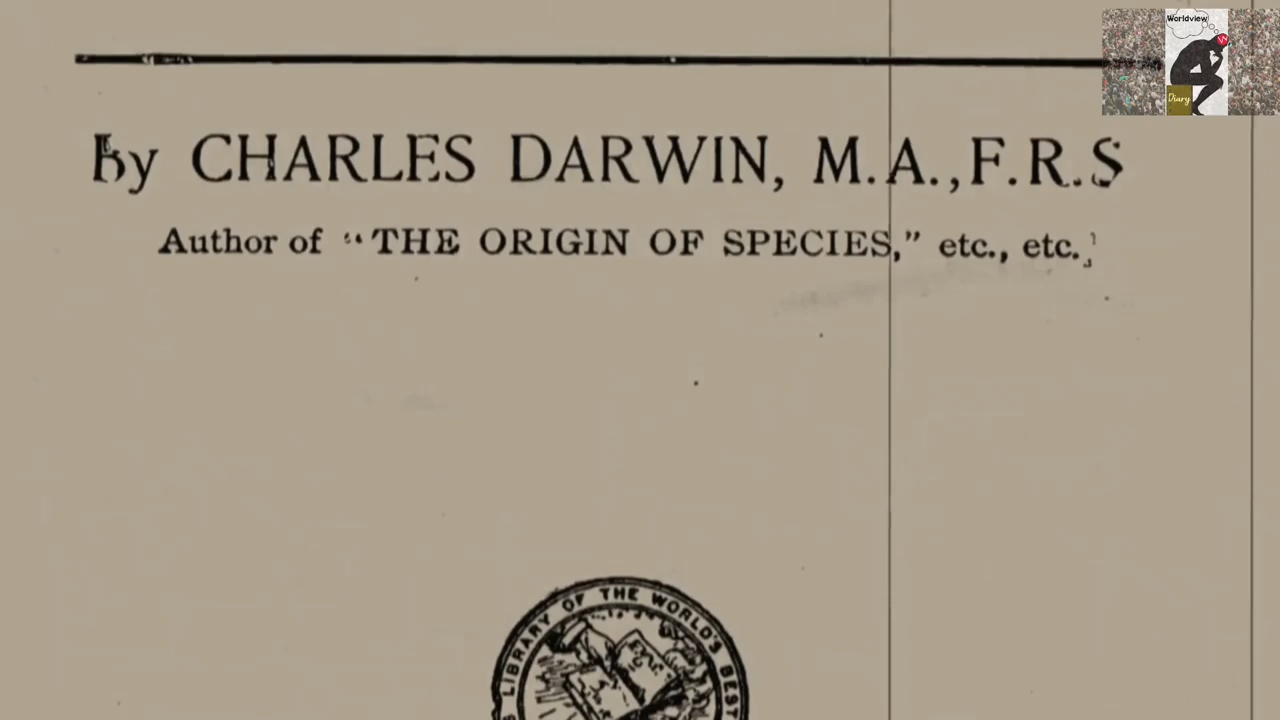 Worldview
Diary
By CHARLES DARWIN, M.A., F.R.S
Author of "THE ORIGIN OF SPECIES," etc., etc.
LIBRARY OF THE WORLD'S BEST